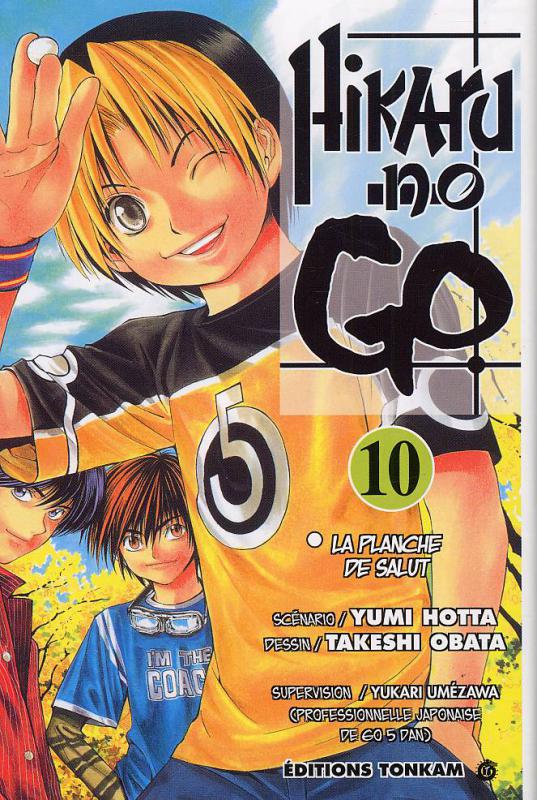 Hikaru
no
Go
10
LA PLANCHE
DE SALUT
SCÉNARIO / YUMI HOTTA
DESSIN / TAKESHI OBATA
SUPERVISION / YUKARI UMÉZAWA
(PROFESSIONNELLE JAPONAISE
DE GO 5 DAN)
ÉDITIONS TONKAM
5
I'M THE
COACH